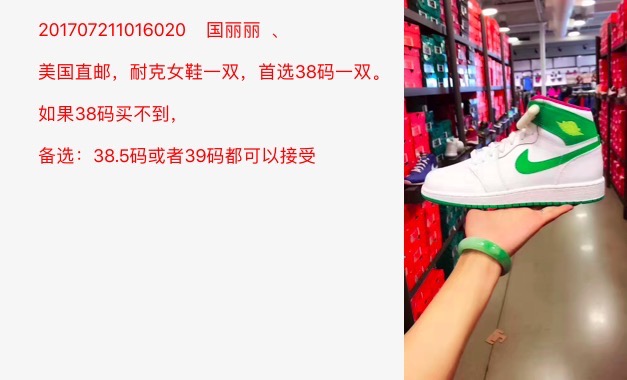 201707211016020 国丽丽 、
美国直邮，耐克女鞋一双，首选38码一双。
如果38码买不到，
备选：38.5码或者39码都可以接受